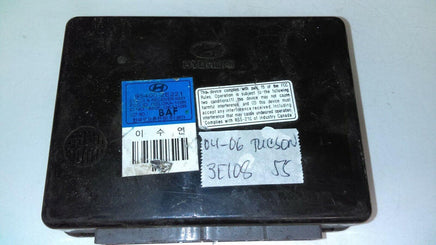 HYUNDAI
BAF
이 수 언
This device complies with part 15 of the FCC
Rules. Operation is subject to the following
two conditions:(1) this device may not cause
harmful interference, and (2) this device must
accept any interference received, including
interference that may cause undesired operation.
Complies with RSS-210 of Industry Canada
04-06 TUCSON
3E108 55